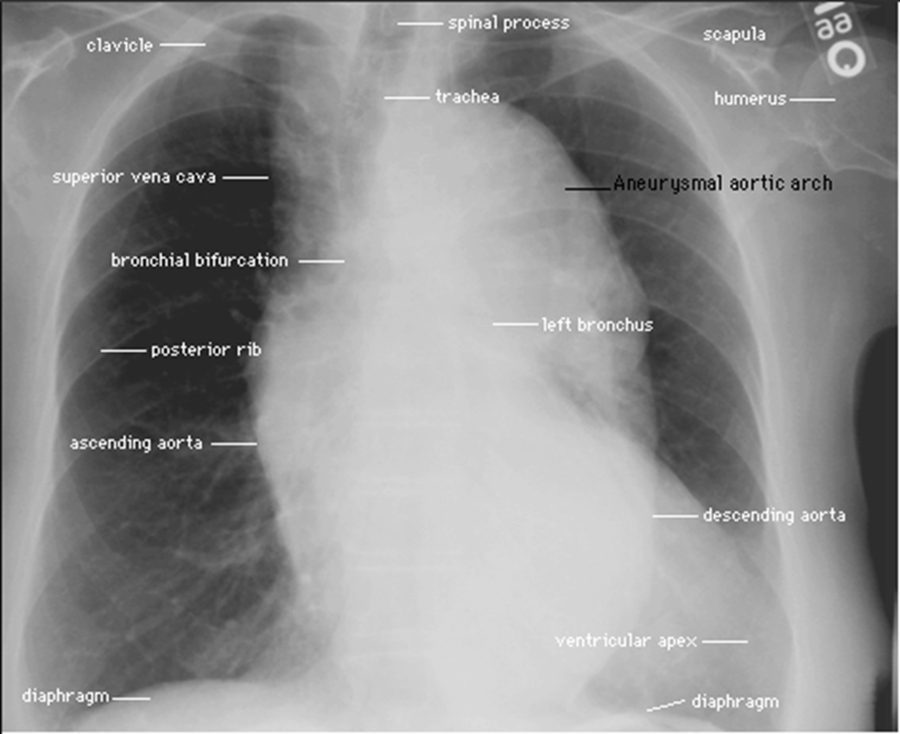 spinal process
clavicle
scapula
aa
trachea
humerus
superior vena cava
Aneurysmal aortic arch
bronchial bifurcation
left bronchus
posterior rib
ascending aorta
descending aorta
ventricular apex
diaphragm
diaphragm